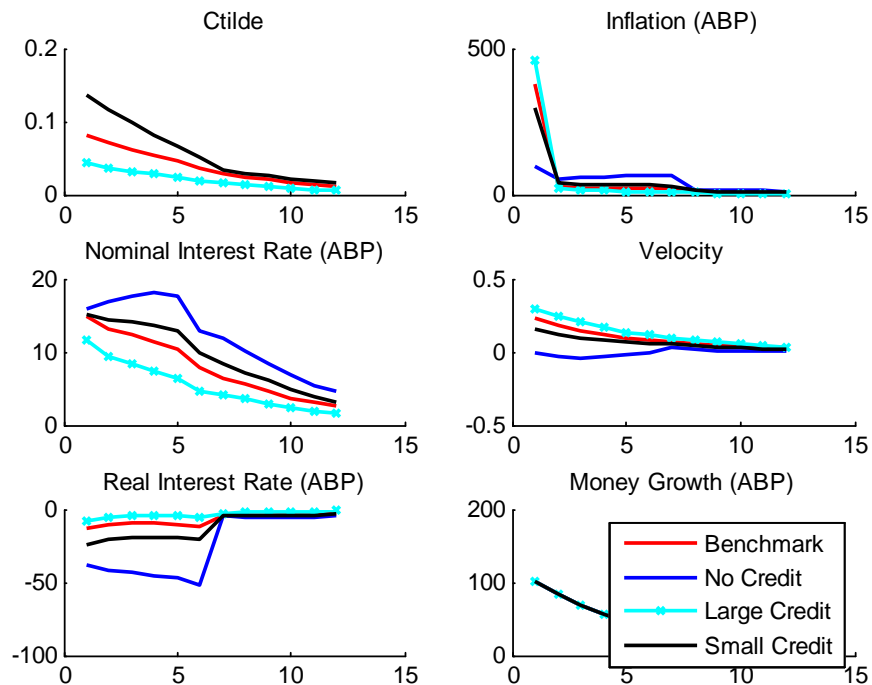 Ctilde
0.2
0.1
0
0 5 10 15
Inflation (ABP)
500
0
0 5 10 15
Nominal Interest Rate (ABP)
20
10
0
0 5 10 15
Velocity
0.5
0
-0.5
0 5 10 15
Real Interest Rate (ABP)
0
-50
-100
0 5 10 15
Money Growth (ABP)
200
100
0
0 5 10 15
Benchmark
No Credit
Large Credit
Small Credit